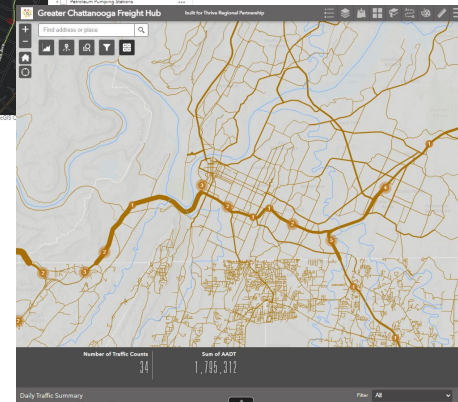 Petroleum Pumping Stations
Greater Chattanooga Freight Hub
built for Thrive Regional Partnership
Find address or place
Number of Traffic Counts
34
Sum of AADT
1,795,312
Daily Traffic Summary
Filter
All